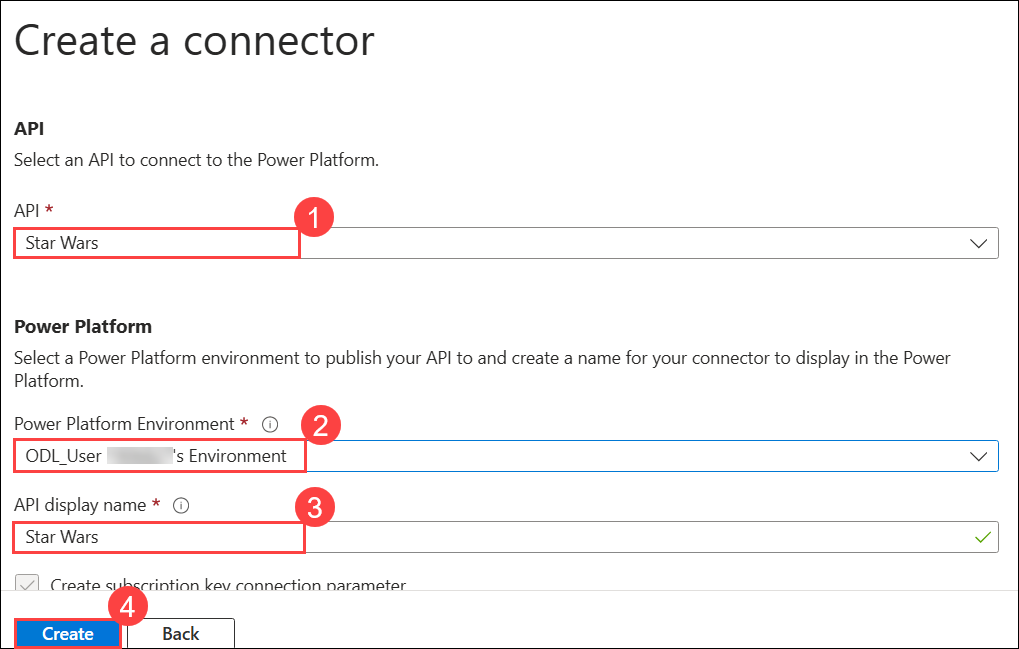 Create a connector
API
Select an API to connect to the Power Platform.
API *
1
Star Wars
Power Platform
Select a Power Platform environment to publish your API to and create a name for your connector to display in the Power
Platform.
Power Platform Environment *
2
ODL_User 's Environment
API display name *
3
Star Wars
Create subscription key connection parameter
4
Create Back